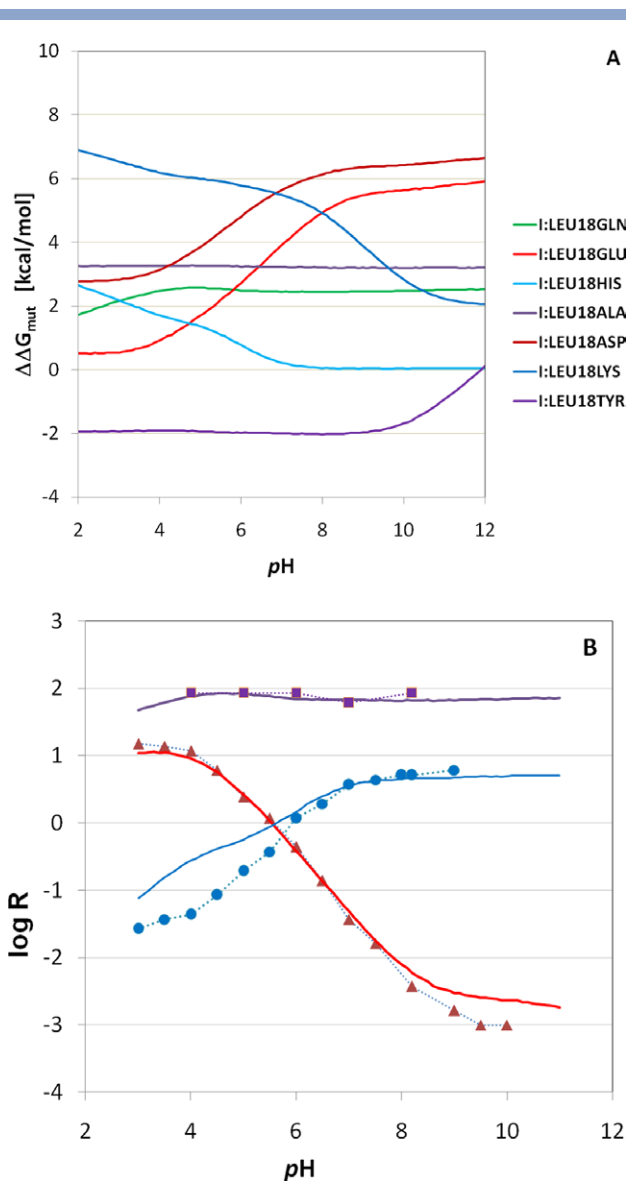 A
10
8
6
4
2
0
-2
-4
ΔΔGmut [kcal/mol]
2 4 6 8 10 12
pH
I:LEU18GLN
I:LEU18GLU
I:LEU18HIS
I:LEU18ALA
I:LEU18ASP
I:LEU18LYS
I:LEU18TYR
B
3
2
1
0
-1
-2
-3
-4
log R
2 4 6 8 10 12
pH